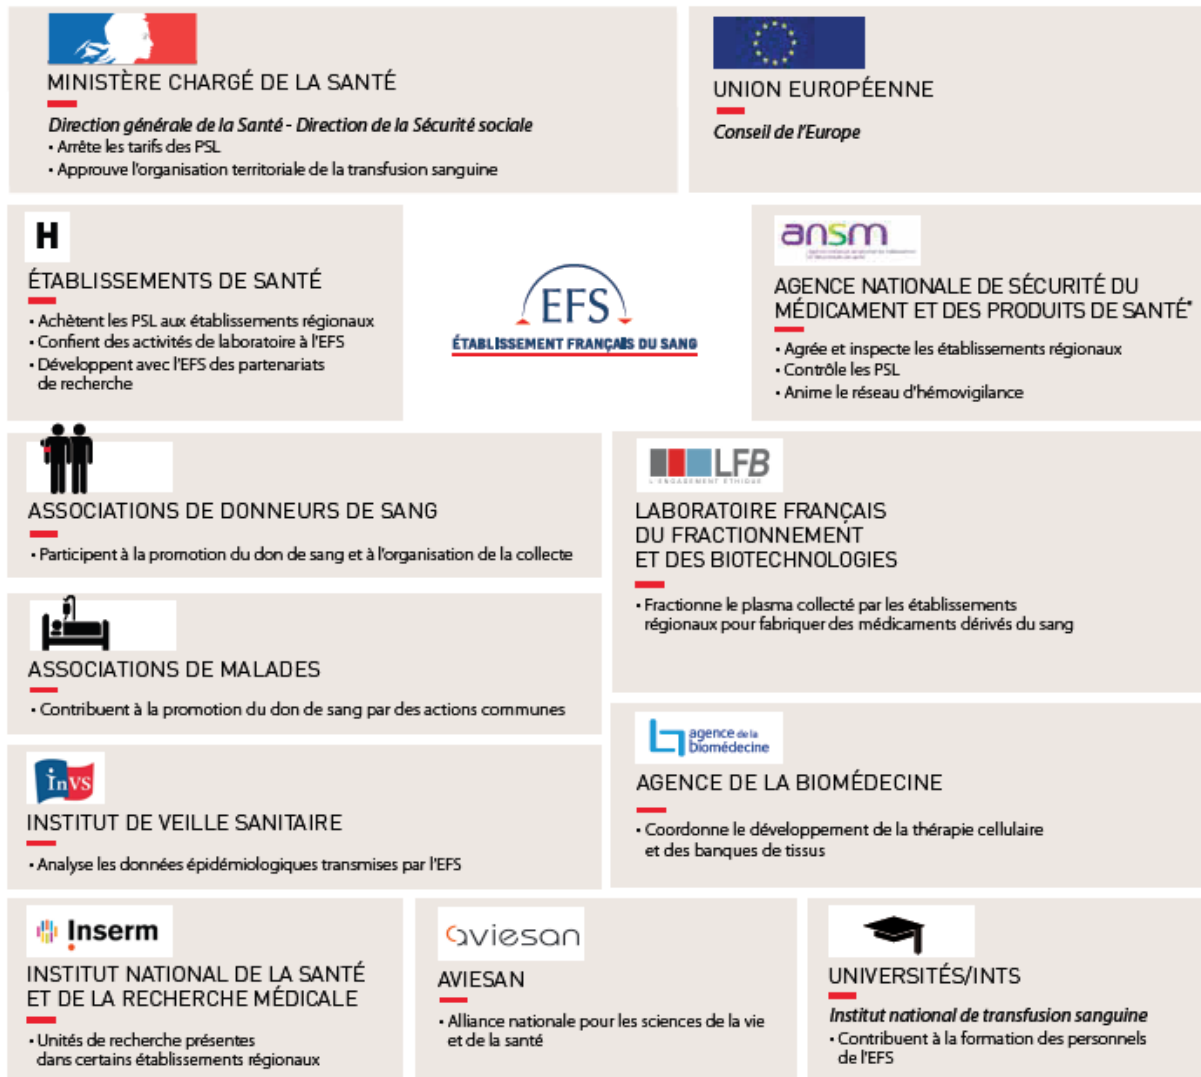 MINISTÈRE CHARGÉ DE LA SANTÉ
Direction générale de la Santé - Direction de la Sécurité sociale
• Arrête les tarifs des PSL
• Approuve l'organisation territoriale de la transfusion sanguine
UNION EUROPÉENNE
Conseil de l'Europe
H
ÉTABLISSEMENTS DE SANTÉ
• Achètent les PSL aux établissements régionaux
• Confient des activités de laboratoire à l'EFS
• Développent avec l'EFS des partenariats
de recherche
EFS
ÉTABLISSEMENT FRANÇAIS DU SANG
ansm
AGENCE NATIONALE DE SÉCURITÉ DU
MÉDICAMENT ET DES PRODUITS DE SANTÉ*
• Agrée et inspecte les établissements régionaux
• Contrôle les PSL
• Anime le réseau d'hémovigilance
ASSOCIATIONS DE DONNEURS DE SANG
• Participent à la promotion du don de sang et à l'organisation de la collecte
LFB
L'ENGAGEMENT ÉTHIQUE
LABORATOIRE FRANÇAIS
DU FRACTIONNEMENT
ET DES BIOTECHNOLOGIES
• Fractionne le plasma collecté par les établissements
régionaux pour fabriquer des médicaments dérivés du sang
ASSOCIATIONS DE MALADES
• Contribuent à la promotion du don de sang par des actions communes
agence de la
biomédecine
AGENCE DE LA BIOMÉDECINE
• Coordonne le développement de la thérapie cellulaire
et des banques de tissus
InVS
INSTITUT DE VEILLE SANITAIRE
• Analyse les données épidémiologiques transmises par l'EFS
Inserm
INSTITUT NATIONAL DE LA SANTÉ
ET DE LA RECHERCHE MÉDICALE
• Unités de recherche présentes
dans certains établissements régionaux
aviesan
AVIESAN
• Alliance nationale pour les sciences de la vie
et de la santé
UNIVERSITÉS/INTS
Institut national de transfusion sanguine
• Contribuent à la formation des personnels
de l'EFS